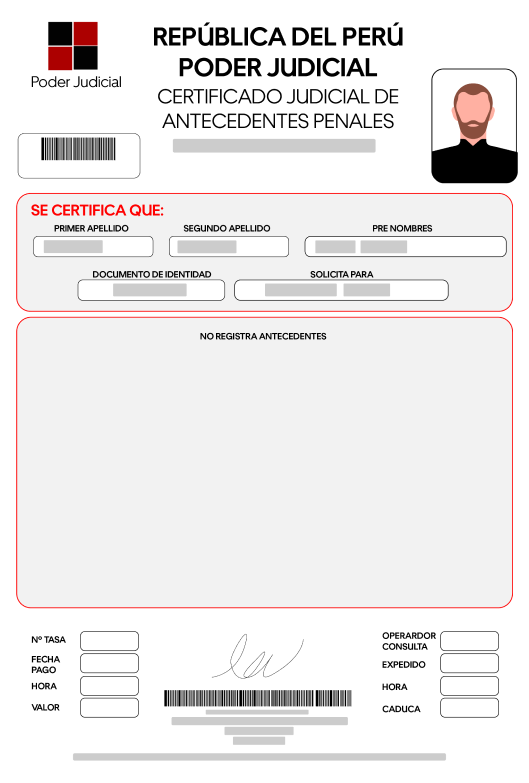 REPÚBLICA DEL PERÚ
PODER JUDICIAL
Poder Judicial
CERTIFICADO JUDICIAL DE
ANTECEDENTES PENALES
SE CERTIFICA QUE:
PRIMER APELLIDO SEGUNDO APELLIDO PRE NOMBRES
DOCUMENTO DE IDENTIDAD SOLICITA PARA
NO REGISTRA ANTECEDENTES
Nº TASA
FECHA
PAGO
HORA
VALOR
OPERARDOR
CONSULTA
EXPEDIDO
HORA
CADUCA